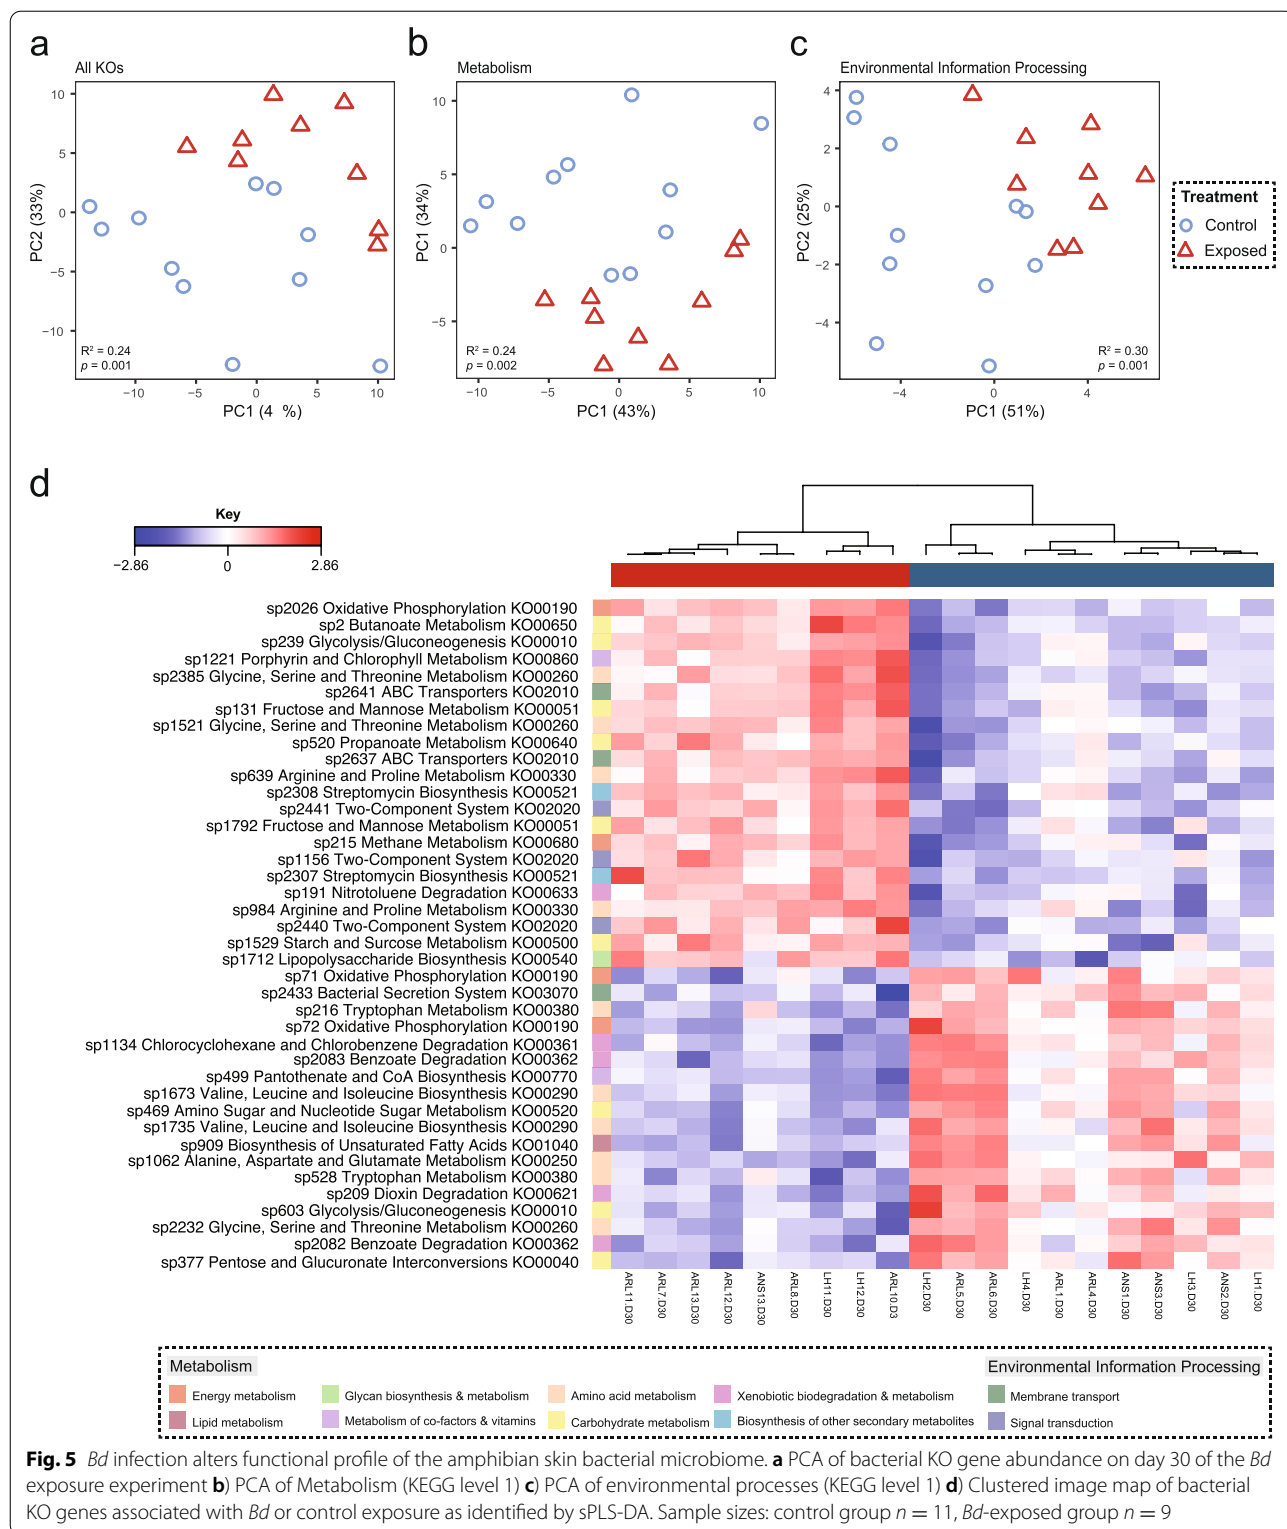 a
All KOs
10
5
0
−5
−10
PC2 (33%)
R² = 0.24
p = 0.001
−10
−5
0
5
10
PC1 (4 %)
b
Metabolism
10
5
0
−5
PC1 (34%)
R² = 0.24
p = 0.002
−10
−5
0
5
10
PC1 (43%)
c
Environmental Information Processing
4
2
0
−2
−4
PC2 (25%)
R² = 0.30
p = 0.001
−4
0
4
PC1 (51%)
Treatment
Control
Exposed
d
Key
−2.86
0
2.86
sp2026 Oxidative Phosphorylation KO00190
sp2 Butanoate Metabolism KO00650
sp239 Glycolysis/Gluconeogenesis KO00010
sp1221 Porphyrin and Chlorophyll Metabolism KO00860
sp2385 Glycine, Serine and Threonine Metabolism KO00260
sp2641 ABC Transporters KO02010
sp131 Fructose and Mannose Metabolism KO00051
sp1521 Glycine, Serine and Threonine Metabolism KO00260
sp520 Propanoate Metabolism KO00640
sp2637 ABC Transporters KO02010
sp639 Arginine and Proline Metabolism KO00330
sp2308 Streptomycin Biosynthesis KO00521
sp2441 Two-Component System KO02020
sp1792 Fructose and Mannose Metabolism KO00051
sp215 Methane Metabolism KO00680
sp1156 Two-Component System KO02020
sp2307 Streptomycin Biosynthesis KO00521
sp191 Nitrotoluene Degradation KO00633
sp984 Arginine and Proline Metabolism KO00330
sp2440 Two-Component System KO02020
sp1529 Starch and Surcose Metabolism KO00500
sp1712 Lipopolysaccharide Biosynthesis KO00540
sp71 Oxidative Phosphorylation KO00190
sp2433 Bacterial Secretion System KO03070
sp216 Tryptophan Metabolism KO00380
sp72 Oxidative Phosphorylation KO00190
sp1134 Chlorocyclohexane and Chlorobenzene Degradation KO00361
sp2083 Benzoate Degradation KO00362
sp499 Pantothenate and CoA Biosynthesis KO00770
sp1673 Valine, Leucine and Isoleucine Biosynthesis KO00290
sp469 Amino Sugar and Nucleotide Sugar Metabolism KO00520
sp1735 Valine, Leucine and Isoleucine Biosynthesis KO00290
sp909 Biosynthesis of Unsaturated Fatty Acids KO01040
sp1062 Alanine, Aspartate and Glutamate Metabolism KO00250
sp528 Tryptophan Metabolism KO00380
sp209 Dioxin Degradation KO00621
sp603 Glycolysis/Gluconeogenesis KO00010
sp2232 Glycine, Serine and Threonine Metabolism KO00260
sp2082 Benzoate Degradation KO00362
sp377 Pentose and Glucuronate Interconversions KO00040
ARL11.D30
ARL7.D30
ARL13.D30
ARL12.D30
ANS13.D30
ARL8.D30
LH11.D30
LH12.D30
ARL10.D3
LH2.D30
ARL5.D30
ARL6.D30
LH4.D30
ARL1.D30
ARL4.D30
ANS1.D30
ANS3.D30
LH3.D30
ANS2.D30
LH1.D30
Metabolism
Environmental Information Processing
Energy metabolism
Glycan biosynthesis & metabolism
Amino acid metabolism
Xenobiotic biodegradation & metabolism
Membrane transport
Lipid metabolism
Metabolism of co-factors & vitamins
Carbohydrate metabolism
Biosynthesis of other secondary metabolites
Signal transduction
Fig. 5 Bd infection alters functional profile of the amphibian skin bacterial microbiome. a PCA of bacterial KO gene abundance on day 30 of the Bd
exposure experiment b) PCA of Metabolism (KEGG level 1) c) PCA of environmental processes (KEGG level 1) d) Clustered image map of bacterial
KO genes associated with Bd or control exposure as identified by sPLS-DA. Sample sizes: control group n = 11, Bd-exposed group n = 9